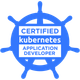 CERTIFIED
kubernetes
APPLICATION
DEVELOPER